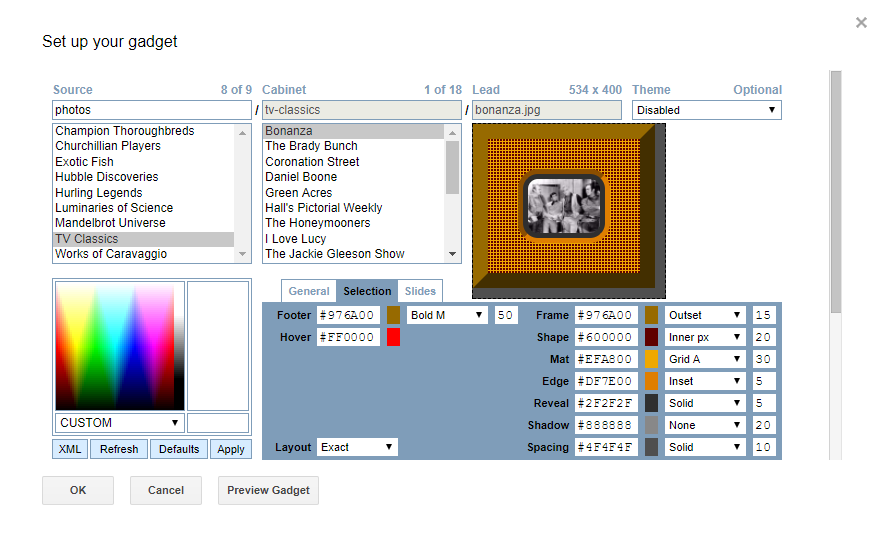 ×
Set up your gadget
Source 8 of 9 Cabinet 1 of 18 Lead 534 x 400 Theme Optional
photos / tv-classics / bonanza.jpg Disabled
Champion Thoroughbreds
Churchillian Players
Exotic Fish
Hubble Discoveries
Hurling Legends
Luminaries of Science
Mandelbrot Universe
TV Classics
Works of Caravaggio
Bonanza
The Brady Bunch
Coronation Street
Daniel Boone
Green Acres
Hall's Pictorial Weekly
The Honeymooners
I Love Lucy
The Jackie Gleeson Show
General Selection Slides
Footer #976A00 Bold M 50 Frame #976A00 Outset 15
Hover #FF0000 Shape #600000 Inner px 20
Mat #EFA800 Grid A 30
Edge #DF7E00 Inset 5
Reveal #2F2F2F Solid 5
Shadow #888888 None 20
Layout Exact Spacing #4F4F4F Solid 10
CUSTOM
XML Refresh Defaults Apply
OK Cancel Preview Gadget